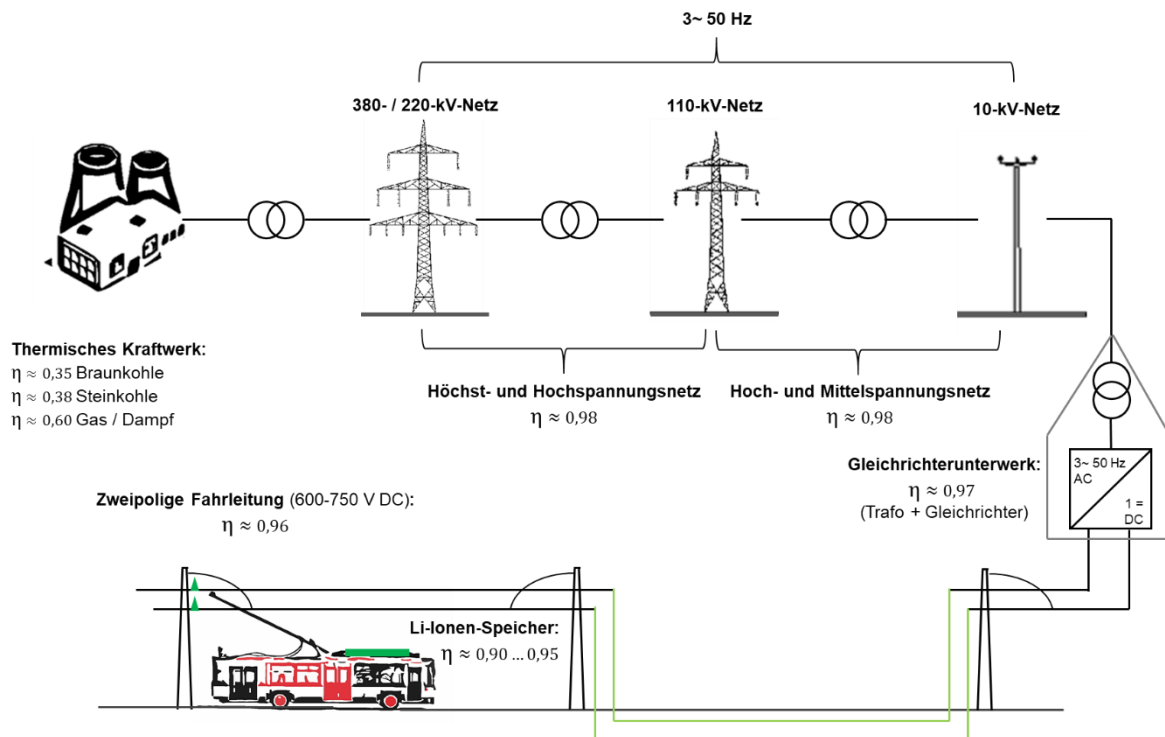 3~ 50 Hz
380- / 220-kV-Netz
110-kV-Netz
10-kV-Netz
Thermisches Kraftwerk:
η ≈ 0,35 Braunkohle
η ≈ 0,38 Steinkohle
η ≈ 0,60 Gas / Dampf
Höchst- und Hochspannungsnetz
η ≈ 0,98
Hoch- und Mittelspannungsnetz
η ≈ 0,98
Gleichrichterunterwerk:
η ≈ 0,97
(Trafo + Gleichrichter)
3~ 50 Hz
AC
1 =
DC
Zweipolige Fahrleitung (600-750 V DC):
η ≈ 0,96
Li-Ionen-Speicher:
η ≈ 0,90 ... 0,95